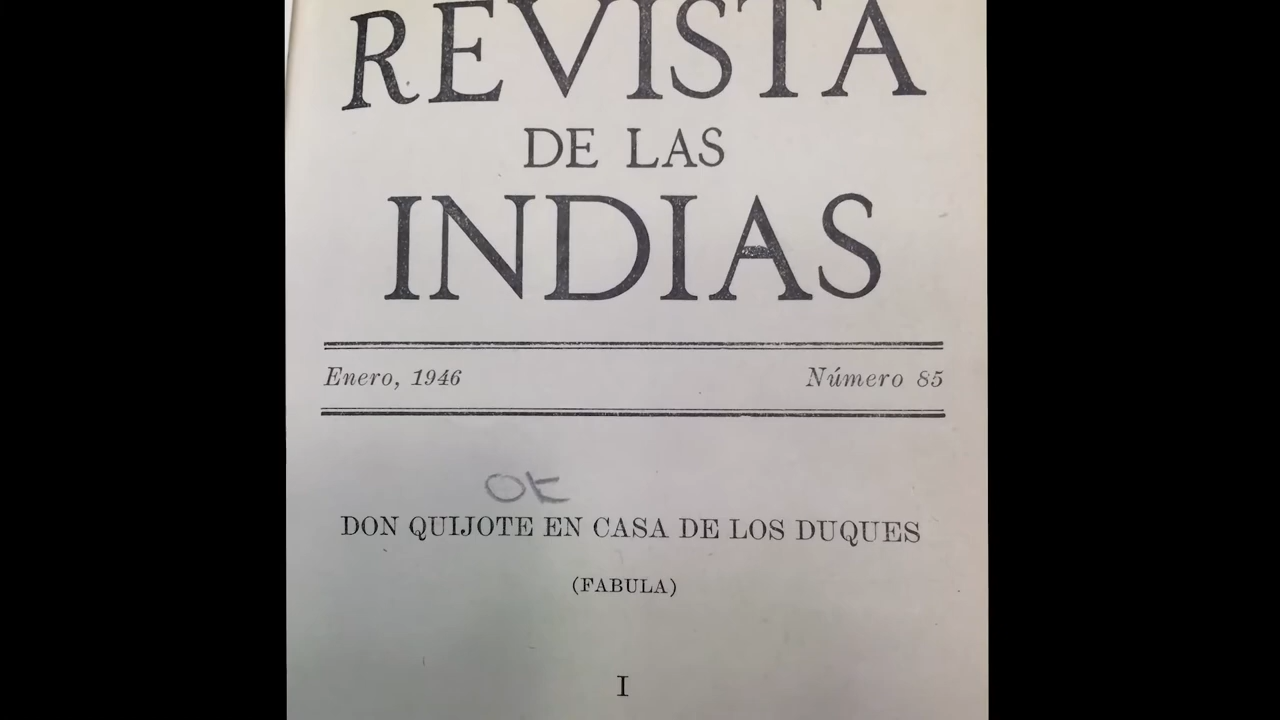 REVISTA
DE LAS
INDIAS
Enero, 1946 Número 85
OK
DON QUIJOTE EN CASA DE LOS DUQUES
(FABULA)
I